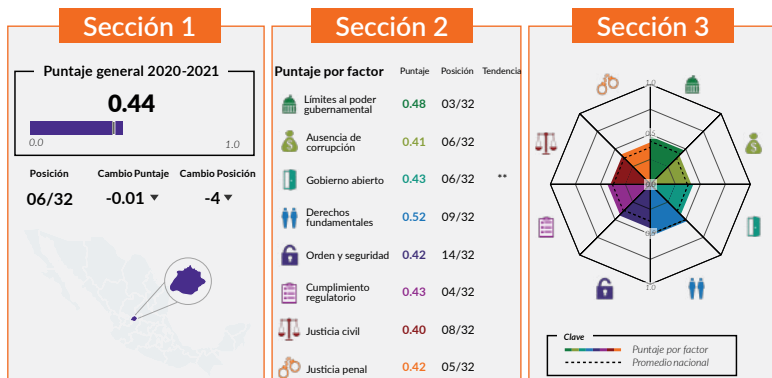 Sección 1
Puntaje general 2020-2021
0.44
0.0
1.0
Posición
Cambio Puntaje
Cambio Posición
06/32
-0.01
-4
Sección 2
Puntaje por factor
Puntaje
Posición
Tendencia
Límites al poder
gubernamental
0.48
03/32
Ausencia de
corrupción
0.41
06/32
Gobierno abierto
0.43
06/32
**
Derechos
fundamentales
0.52
09/32
Orden y seguridad
0.42
14/32
Cumplimiento
regulatorio
0.43
04/32
Justicia civil
0.40
08/32
Justicia penal
0.42
05/32
Sección 3
1.0
0.5
0.0
0.5
1.0
Clave
Puntaje por factor
Promedio nacional